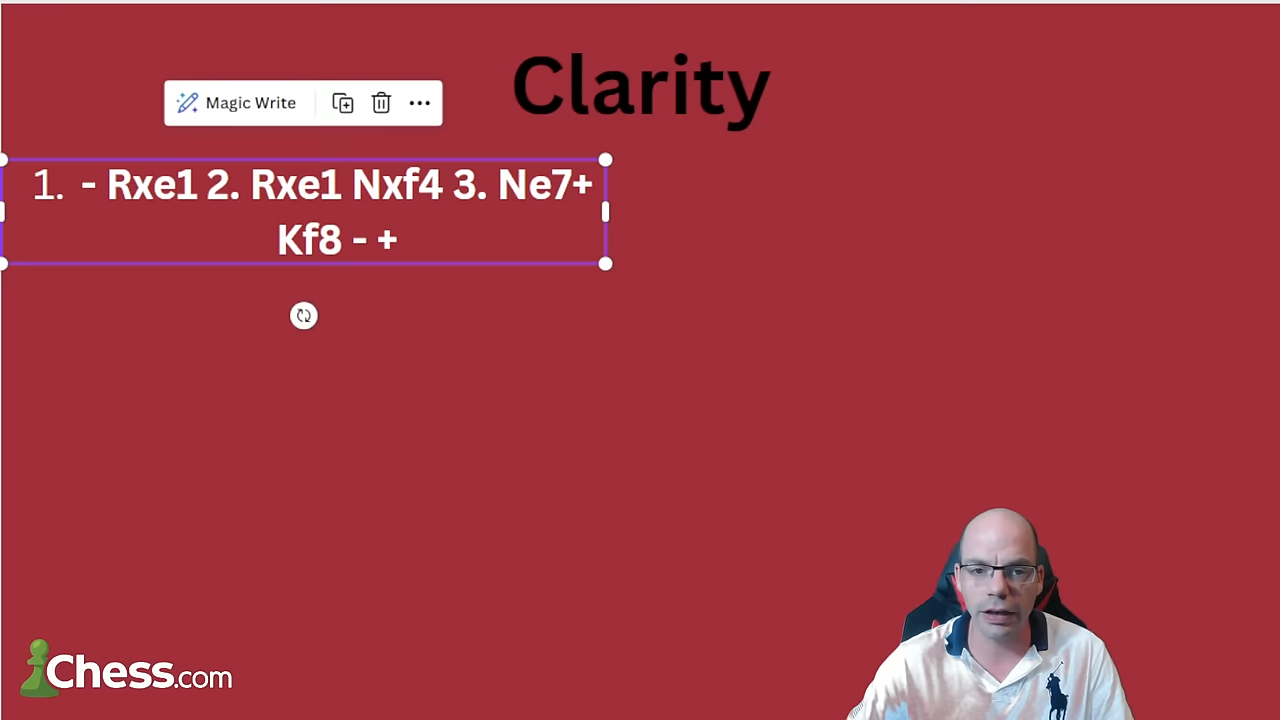 Clarity
Magic Write
1. - Rxe1 2. Rxe1 Nxf4 3. Ne7+
Kf8 - +
Chess.com